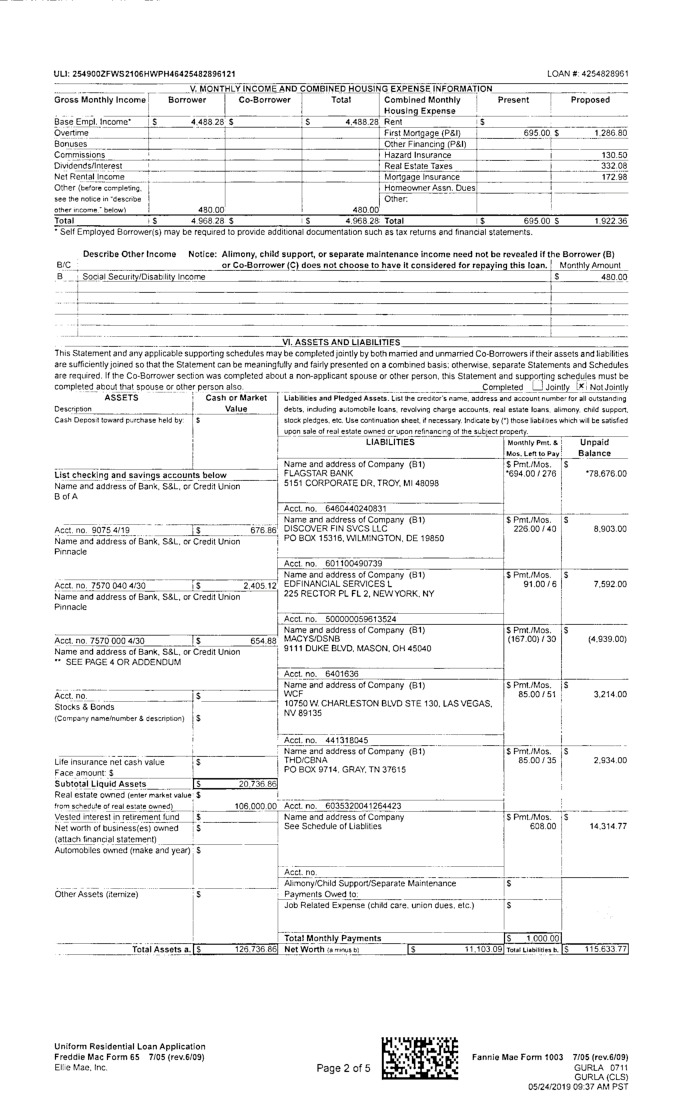 ULI: 254900ZFWS2106HWPH46425482896121 LOAN #: 4254828961
V. MONTHLY INCOME AND COMBINED HOUSING EXPENSE INFORMATION
Gross Monthly Income Borrower Co-Borrower Total Combined Monthly Housing Expense Present Proposed
Base Empl. Income* $ 4,488.28 $ $ 4,488.28 Rent $
Overtime First Mortgage (P&I) 695.00 $ 1,286.80
Bonuses Other Financing (P&I)
Commissions Hazard Insurance 130.50
Dividends/Interest Real Estate Taxes 332.08
Net Rental Income Mortgage Insurance 172.98
Other (before completing, Homeowner Assn. Dues
see the notice in "describe Other:
other income," below) 480.00 480.00
Total $ 4,968.28 $ $ 4,968.28 Total $ 695.00 $ 1,922.36
* Self Employed Borrower(s) may be required to provide additional documentation such as tax returns and financial statements.
Describe Other Income Notice: Alimony, child support, or separate maintenance income need not be revealed if the Borrower (B)
B/C or Co-Borrower (C) does not choose to have it considered for repaying this loan. Monthly Amount
B Social Security/Disability Income $ 480.00
VI. ASSETS AND LIABILITIES
This Statement and any applicable supporting schedules may be completed jointly by both married and unmarried Co-Borrowers if their assets and liabilities
are sufficiently joined so that the Statement can be meaningfully and fairly presented on a combined basis; otherwise, separate Statements and Schedules
are required. If the Co-Borrower section was completed about a non-applicant spouse or other person, this Statement and supporting schedules must be
completed about that spouse or other person also. Completed Jointly x Not Jointly
ASSETS Cash or Market
Description Value
Cash Deposit toward purchase held by: $
List checking and savings accounts below
Name and address of Bank, S&L, or Credit Union
B of A
Acct. no. 9075 4/19 $ 676.86
Name and address of Bank, S&L, or Credit Union
Pinnacle
Acct. no. 7570 040 4/30 $ 2,405.12
Name and address of Bank, S&L, or Credit Union
Pinnacle
Acct. no. 7570 000 4/30 $ 654.88
Name and address of Bank, S&L, or Credit Union
** SEE PAGE 4 OR ADDENDUM
Acct. no. $
Stocks & Bonds $
(Company name/number & description)
Life insurance net cash value $
Face amount: $
Subtotal Liquid Assets $ 20,736.86
Real estate owned (enter market value $
from schedule of real estate owned) 106,000.00
Vested interest in retirement fund $
Net worth of business(es) owned $
(attach financial statement)
Automobiles owned (make and year) $
Other Assets (itemize) $
Total Assets a. $ 126,736.86
Liabilities and Pledged Assets. List the creditor's name, address and account number for all outstanding
debts, including automobile loans, revolving charge accounts, real estate loans, alimony, child support,
stock pledges, etc. Use continuation sheet, if necessary. Indicate by (*) those liabilities which will be satisfied
upon sale of real estate owned or upon refinancing of the subject property.
LIABILITIES Monthly Pmt. & Unpaid
Mos. Left to Pay Balance
Name and address of Company (B1) $ Pmt./Mos. $
FLAGSTAR BANK *694.00 / 276 *78,676.00
5151 CORPORATE DR, TROY, MI 48098
Acct. no. 6460440240831
Name and address of Company (B1) $ Pmt./Mos. $
DISCOVER FIN SVCS LLC 226.00 / 40 8,903.00
PO BOX 15316, WILMINGTON, DE 19850
Acct. no. 601100490739
Name and address of Company (B1) $ Pmt./Mos. $
EDFINANCIAL SERVICES L 91.00 / 6 7,592.00
225 RECTOR PL FL 2, NEW YORK, NY
Acct. no. 500000059613524
Name and address of Company (B1) $ Pmt./Mos. $
MACYS/DSNB (167.00) / 30 (4,939.00)
9111 DUKE BLVD, MASON, OH 45040
Acct. no. 6401636
Name and address of Company (B1) $ Pmt./Mos. $
WCF 85.00 / 51 3,214.00
10750 W. CHARLESTON BLVD STE 130, LAS VEGAS,
NV 89135
Acct. no. 441318045
Name and address of Company (B1) $ Pmt./Mos. $
THD/CBNA 85.00 / 35 2,934.00
PO BOX 9714, GRAY, TN 37615
Acct. no. 6035320041264423
Name and address of Company $ Pmt./Mos. $
See Schedule of Liablities 608.00 14,314.77
Acct. no.
Alimony/Child Support/Separate Maintenance $
Payments Owed to:
Job Related Expense (child care, union dues, etc.) $
Total Monthly Payments $ 1,000.00
Net Worth (a minus b) $ 11,103.09 Total Liabilities b. $ 115,633.77
Uniform Residential Loan Application
Freddie Mac Form 65 7/05 (rev.6/09)
Ellie Mae, Inc.
Page 2 of 5
Fannie Mae Form 1003 7/05 (rev.6/09)
GURLA 0711
GURLA (CLS)
05/24/2019 09:37 AM PST